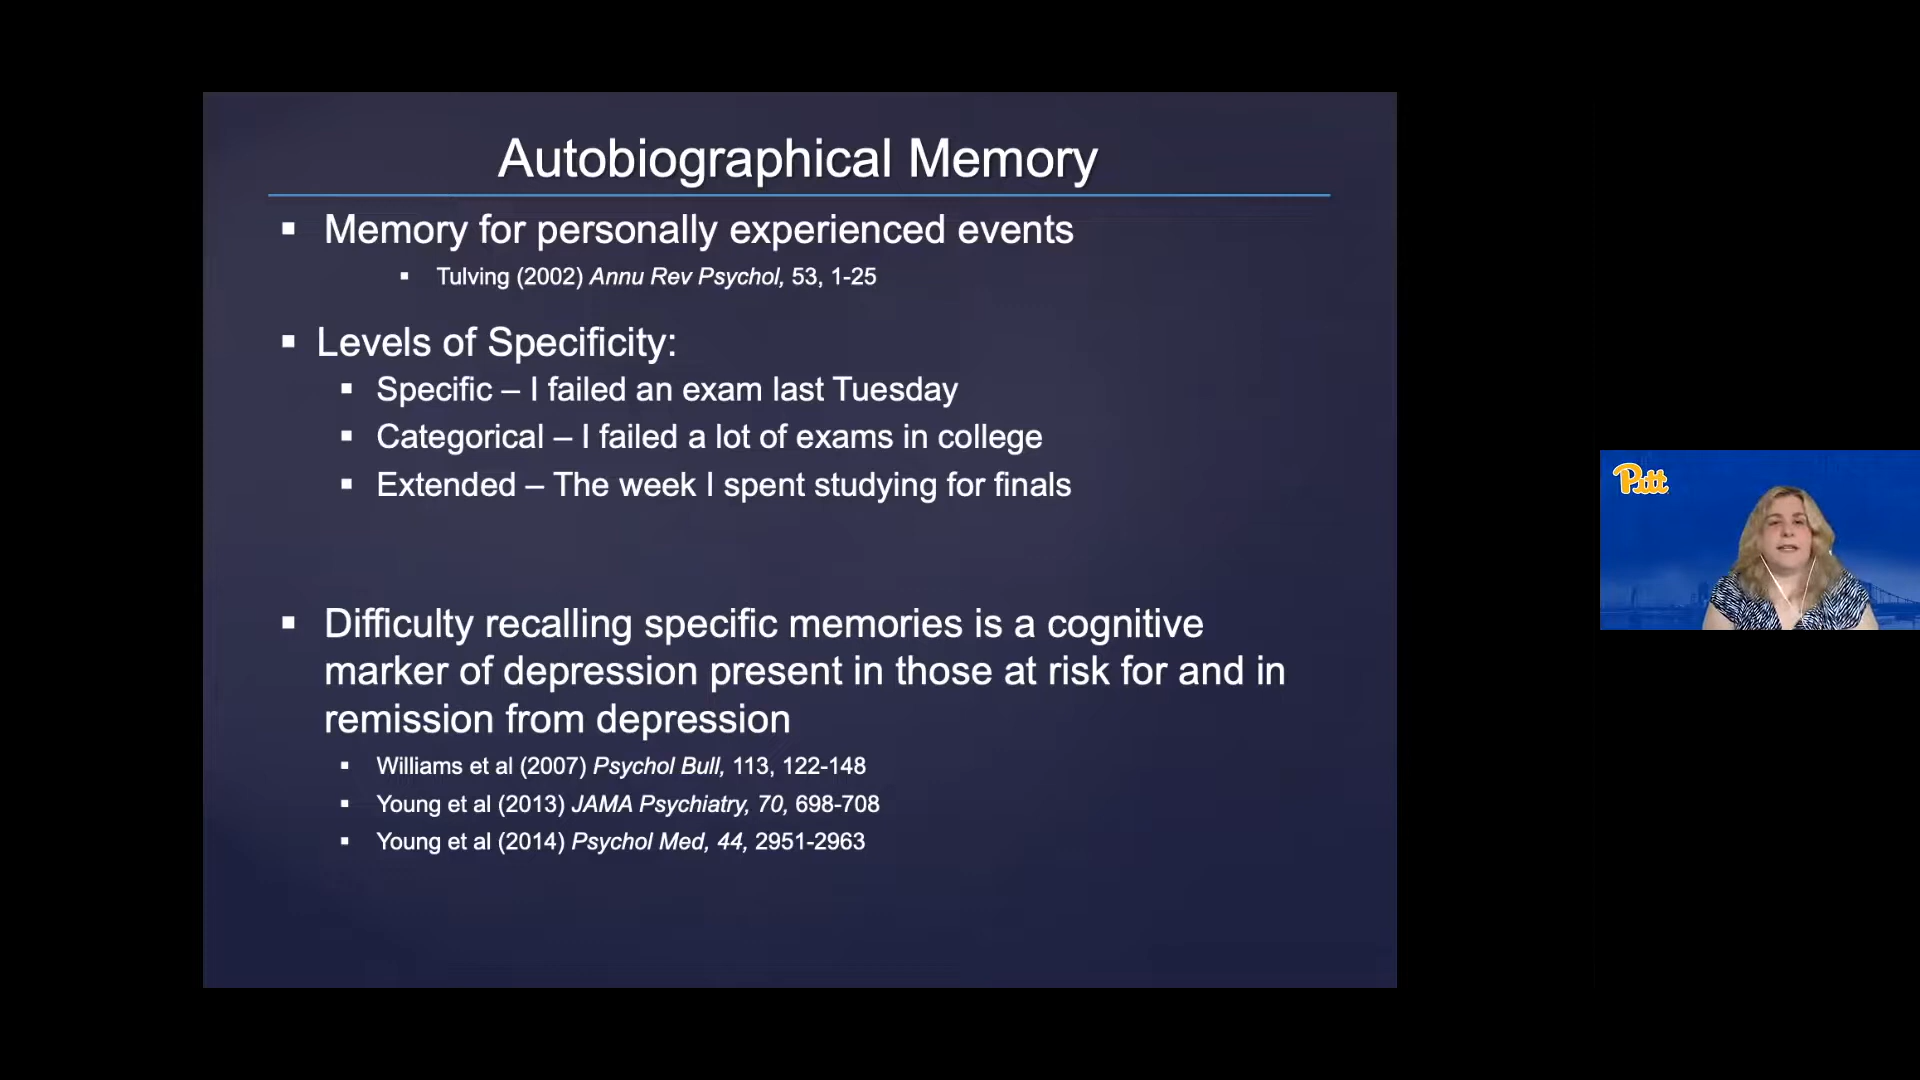 Autobiographical Memory
▪ Memory for personally experienced events
▪ Tulving (2002) Annu Rev Psychol, 53, 1-25
▪ Levels of Specificity:
▪ Specific – I failed an exam last Tuesday
▪ Categorical – I failed a lot of exams in college
▪ Extended – The week I spent studying for finals
▪ Difficulty recalling specific memories is a cognitive
marker of depression present in those at risk for and in
remission from depression
▪ Williams et al (2007) Psychol Bull, 113, 122-148
▪ Young et al (2013) JAMA Psychiatry, 70, 698-708
▪ Young et al (2014) Psychol Med, 44, 2951-2963
Pitt